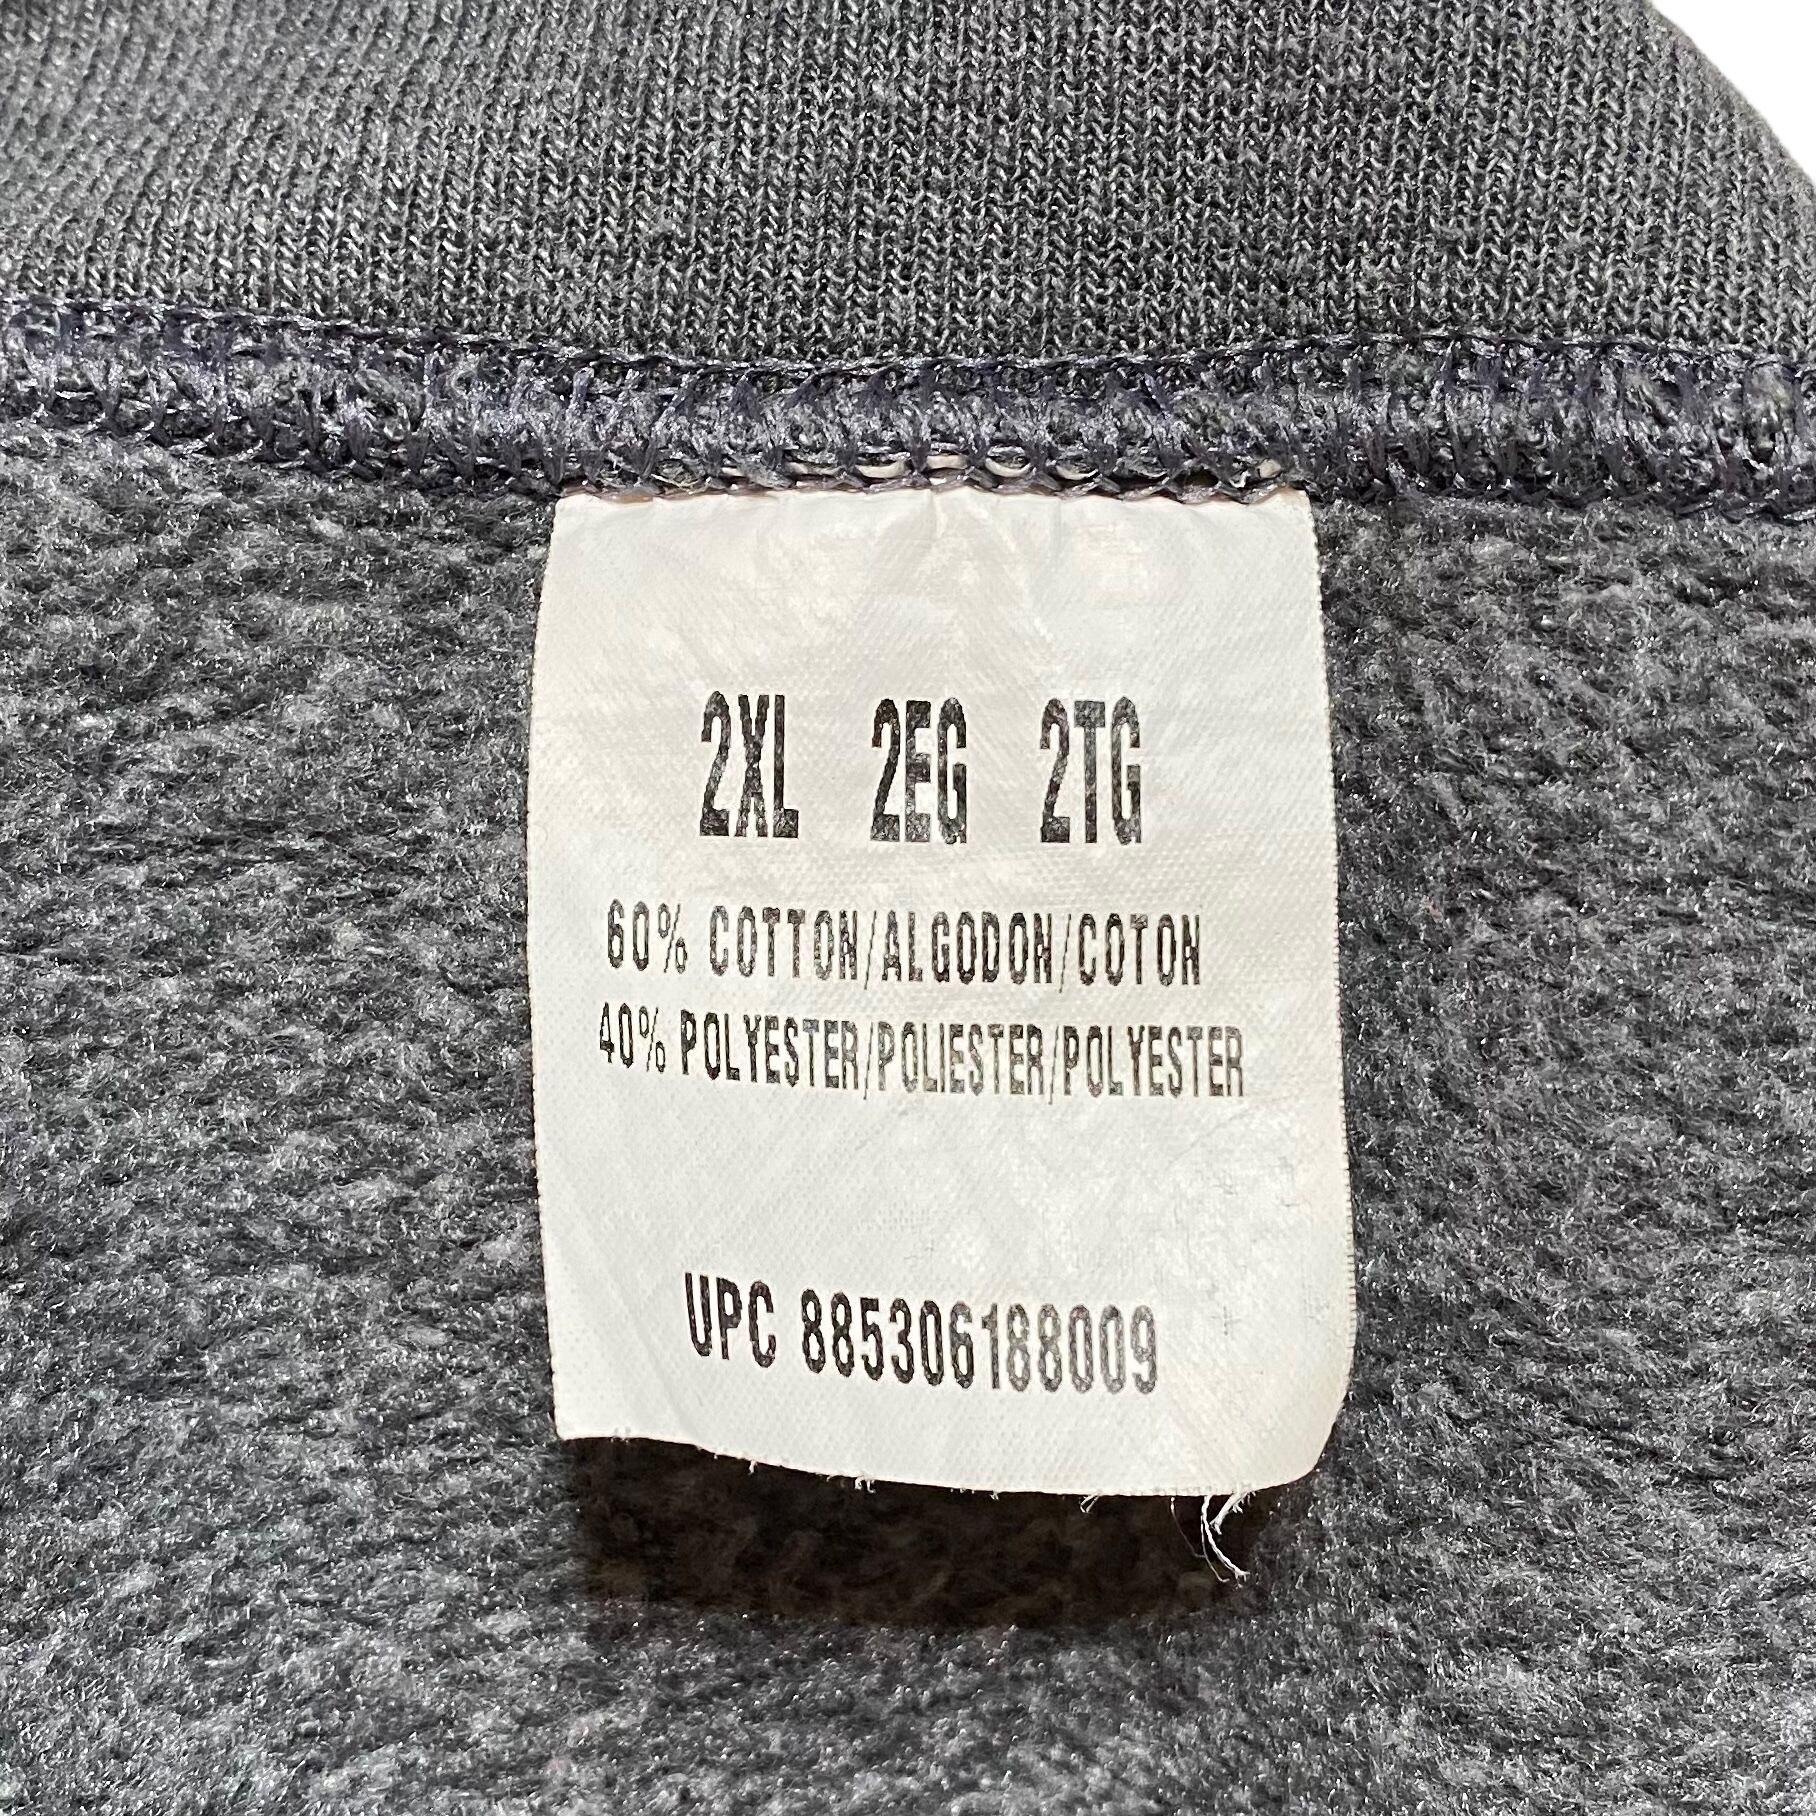 2XL 2EG 2TG
60% COTTON/ALGODON/COTON
40% POLYESTER/POLIESTER/POLYESTER
UPC 885306188009